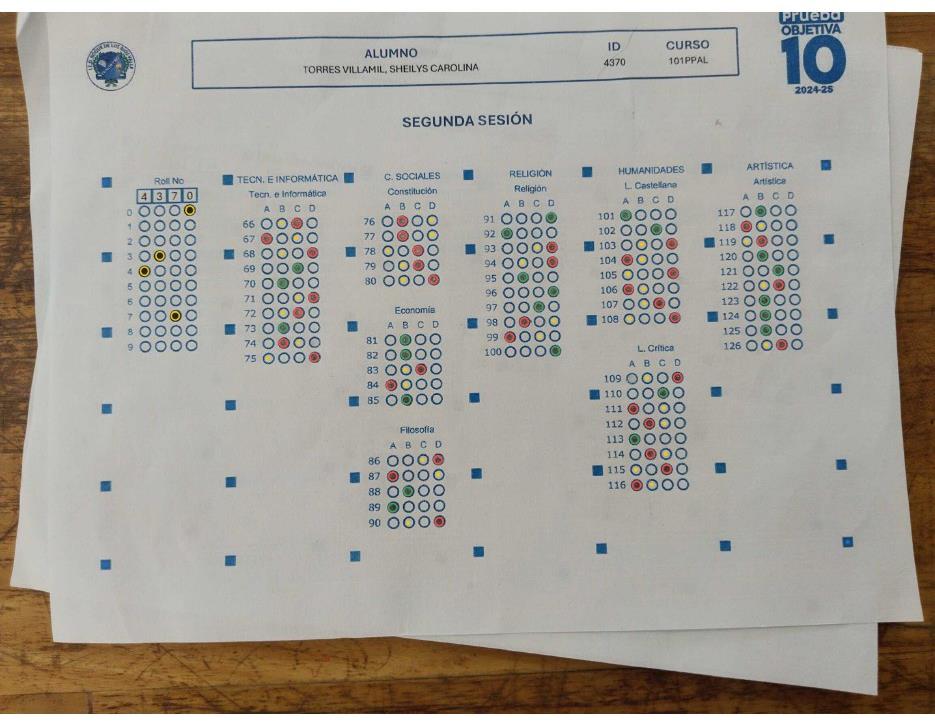 Prueba
OBJETIVA
10
2024-25
ALUMNO
TORRES VILLAMIL, SHEILYS CAROLINA
ID
4370
CURSO
101PPAL
SEGUNDA SESIÓN
Roll No
4 3 7 0
0
1
2
3
4
5
6
7
8
9
TECN. E INFORMÁTICA
Tecn. e Informática
A B C D
66
67
68
69
70
71
72
73
74
75
C. SOCIALES
Constitución
A B C D
76
77
78
79
80
Economía
A B C D
81
82
83
84
85
Filosofía
A B C D
86
87
88
89
90
RELIGIÓN
Religión
A B C D
91
92
93
94
95
96
97
98
99
100
HUMANIDADES
L. Castellana
A B C D
101
102
103
104
105
106
107
108
L. Crítica
A B C D
109
110
111
112
113
114
115
116
ARTÍSTICA
Artística
A B C D
117
118
119
120
121
122
123
124
125
126